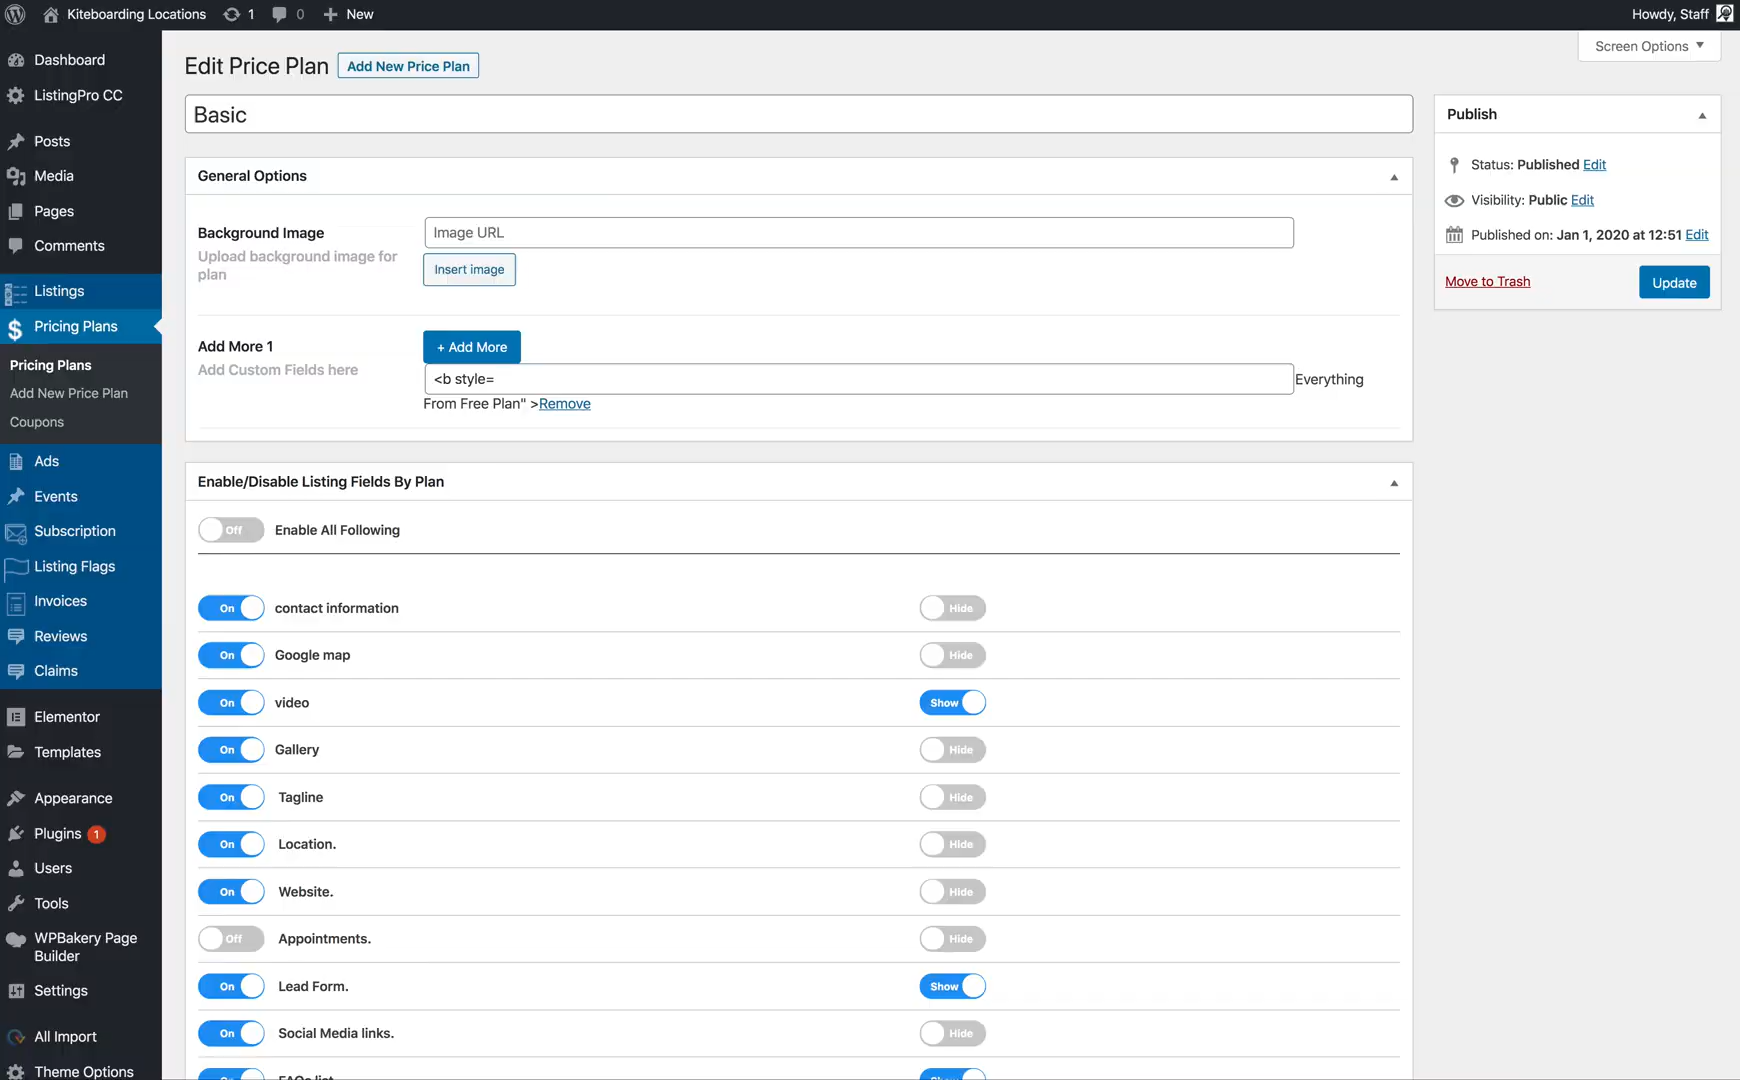 Kiteboarding Locations 1 0 New Howdy, Staff
Screen Options
Dashboard
ListingPro CC
Posts
Media
Pages
Comments
Listings
Pricing Plans
Pricing Plans
Add New Price Plan
Coupons
Ads
Events
Subscription
Listing Flags
Invoices
Reviews
Claims
Elementor
Templates
Appearance
Plugins 1
Users
Tools
WPBakery Page
Builder
Settings
All Import
Theme Options
Edit Price Plan Add New Price Plan
Basic
General Options
Background Image
Upload background image for
plan
Image URL
Insert image
Add More 1
Add Custom Fields here
+ Add More
<b style= Everything
From Free Plan" >Remove
Enable/Disable Listing Fields By Plan
Off Enable All Following
On contact information Hide
On Google map Hide
On video Show
On Gallery Hide
On Tagline Hide
On Location. Hide
On Website. Hide
Off Appointments. Hide
On Lead Form. Show
On Social Media links. Hide
On FAQs list Show
Publish
Status: Published Edit
Visibility: Public Edit
Published on: Jan 1, 2020 at 12:51 Edit
Move to Trash Update